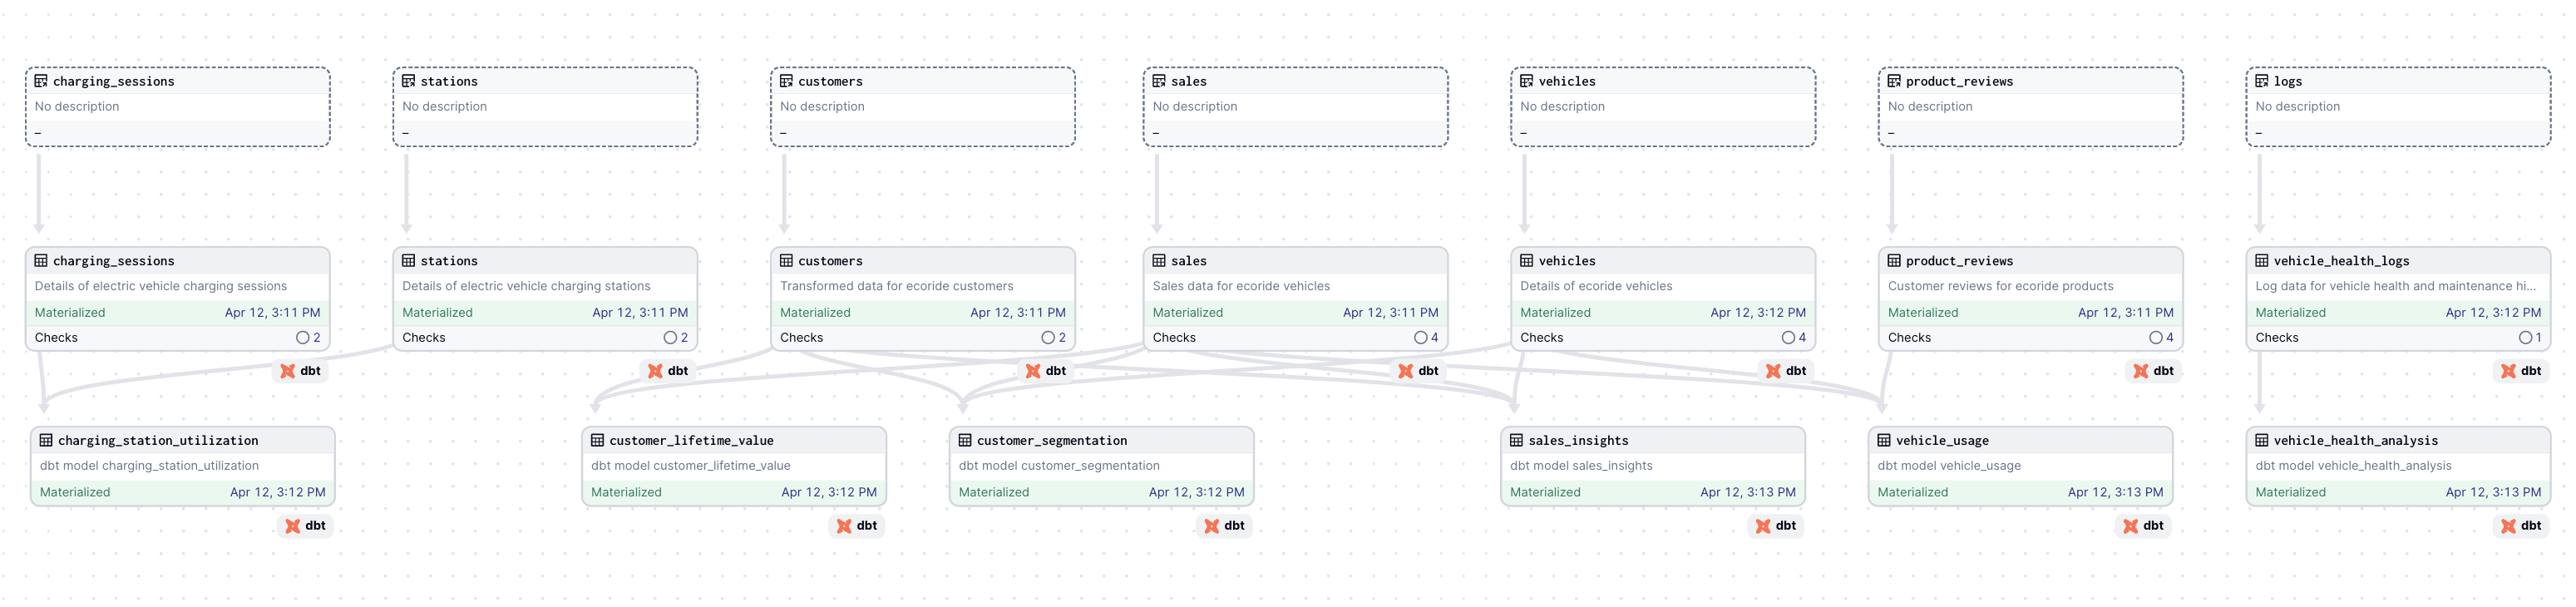 charging_sessions
No description
–
stations
No description
–
customers
No description
–
sales
No description
–
vehicles
No description
–
product_reviews
No description
–
logs
No description
–
charging_sessions
Details of electric vehicle charging sessions
Materialized Apr 12, 3:11 PM
Checks 2
dbt
stations
Details of electric vehicle charging stations
Materialized Apr 12, 3:11 PM
Checks 2
dbt
customers
Transformed data for ecoride customers
Materialized Apr 12, 3:11 PM
Checks 2
dbt
sales
Sales data for ecoride vehicles
Materialized Apr 12, 3:11 PM
Checks 4
dbt
vehicles
Details of ecoride vehicles
Materialized Apr 12, 3:12 PM
Checks 4
dbt
product_reviews
Customer reviews for ecoride products
Materialized Apr 12, 3:11 PM
Checks 4
dbt
vehicle_health_logs
Log data for vehicle health and maintenance hi...
Materialized Apr 12, 3:12 PM
Checks 1
dbt
charging_station_utilization
dbt model charging_station_utilization
Materialized Apr 12, 3:12 PM
dbt
customer_lifetime_value
dbt model customer_lifetime_value
Materialized Apr 12, 3:12 PM
dbt
customer_segmentation
dbt model customer_segmentation
Materialized Apr 12, 3:12 PM
dbt
sales_insights
dbt model sales_insights
Materialized Apr 12, 3:13 PM
dbt
vehicle_usage
dbt model vehicle_usage
Materialized Apr 12, 3:13 PM
dbt
vehicle_health_analysis
dbt model vehicle_health_analysis
Materialized Apr 12, 3:13 PM
dbt